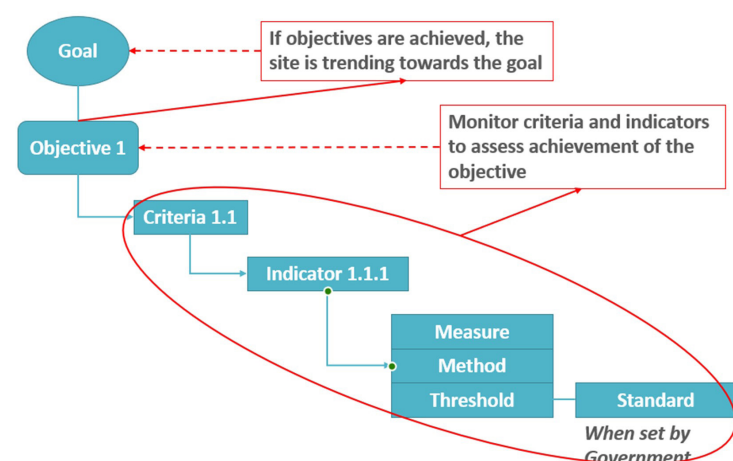 Goal
If objectives are achieved, the
site is trending towards the goal
Objective 1
Monitor criteria and indicators
to assess achievement of the
objective
Criteria 1.1
Indicator 1.1.1
Measure
Method
Threshold
Standard
When set by
Government